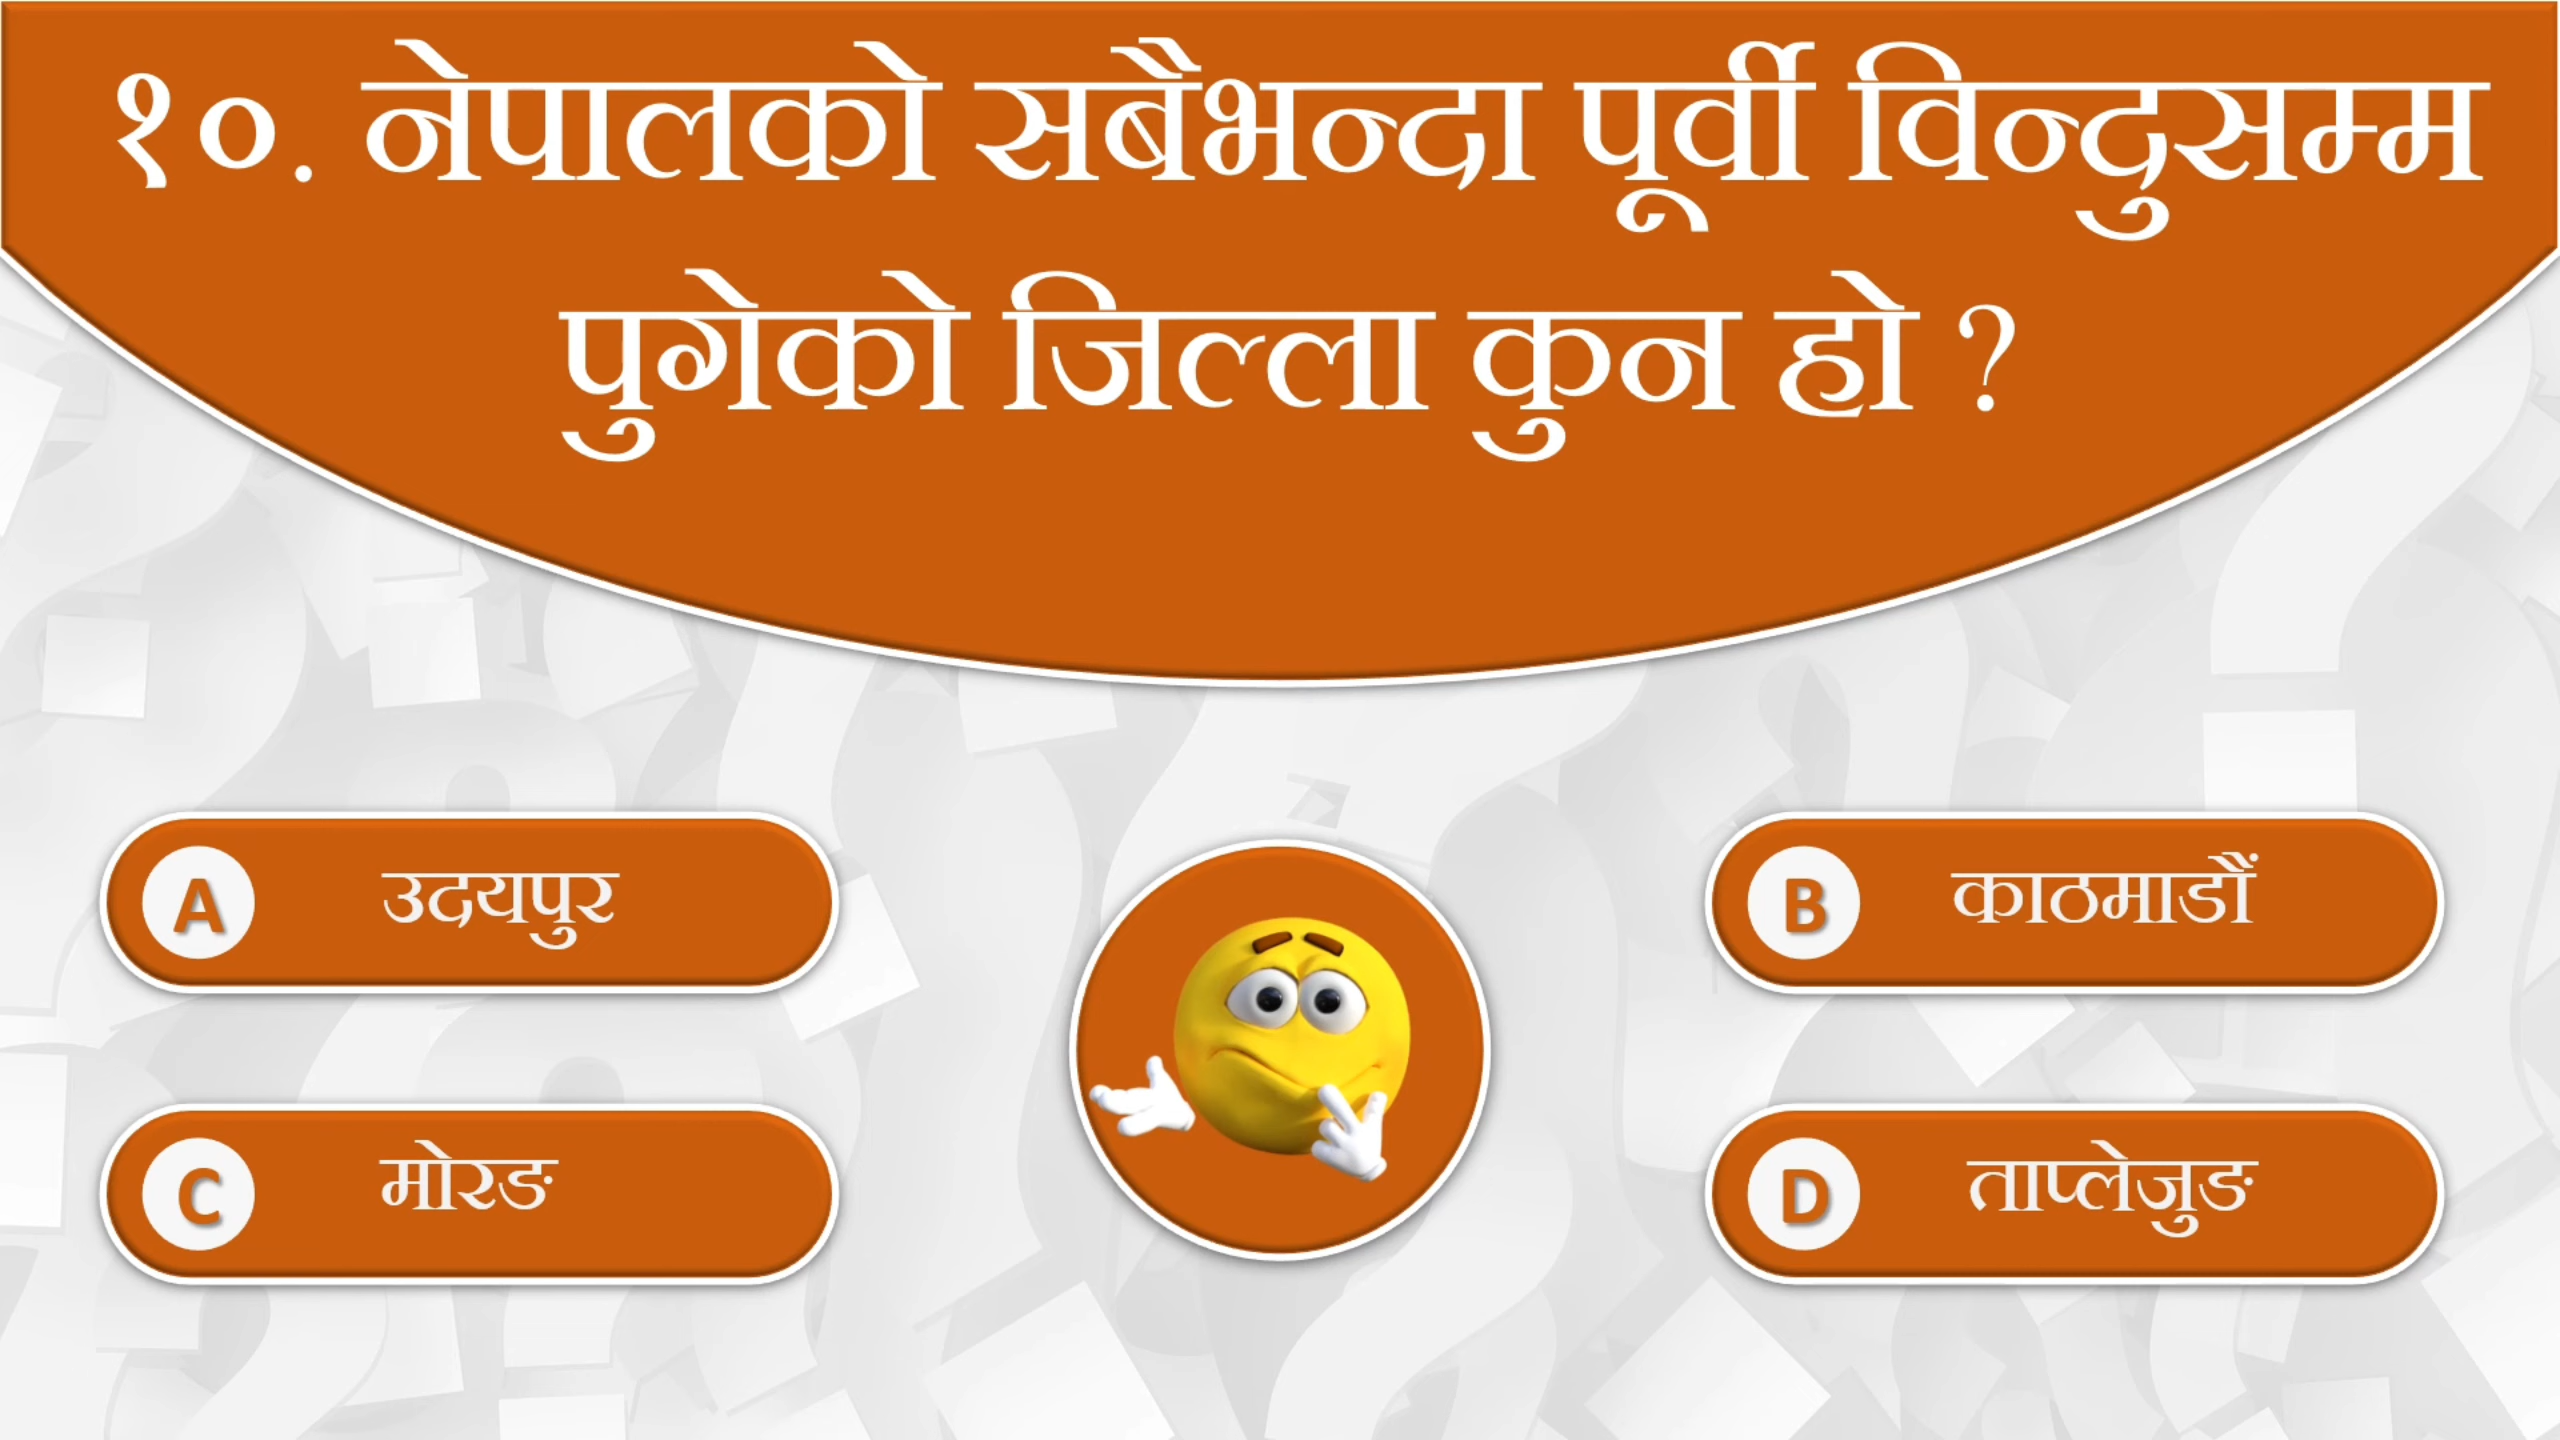 १०. नेपालको सबैभन्दा पूर्वी विन्दुसम्म
पुगेको जिल्ला कुन हो ?
A उदयपुर
B काठमाडौं
C मोरङ
D ताप्लेजुङ